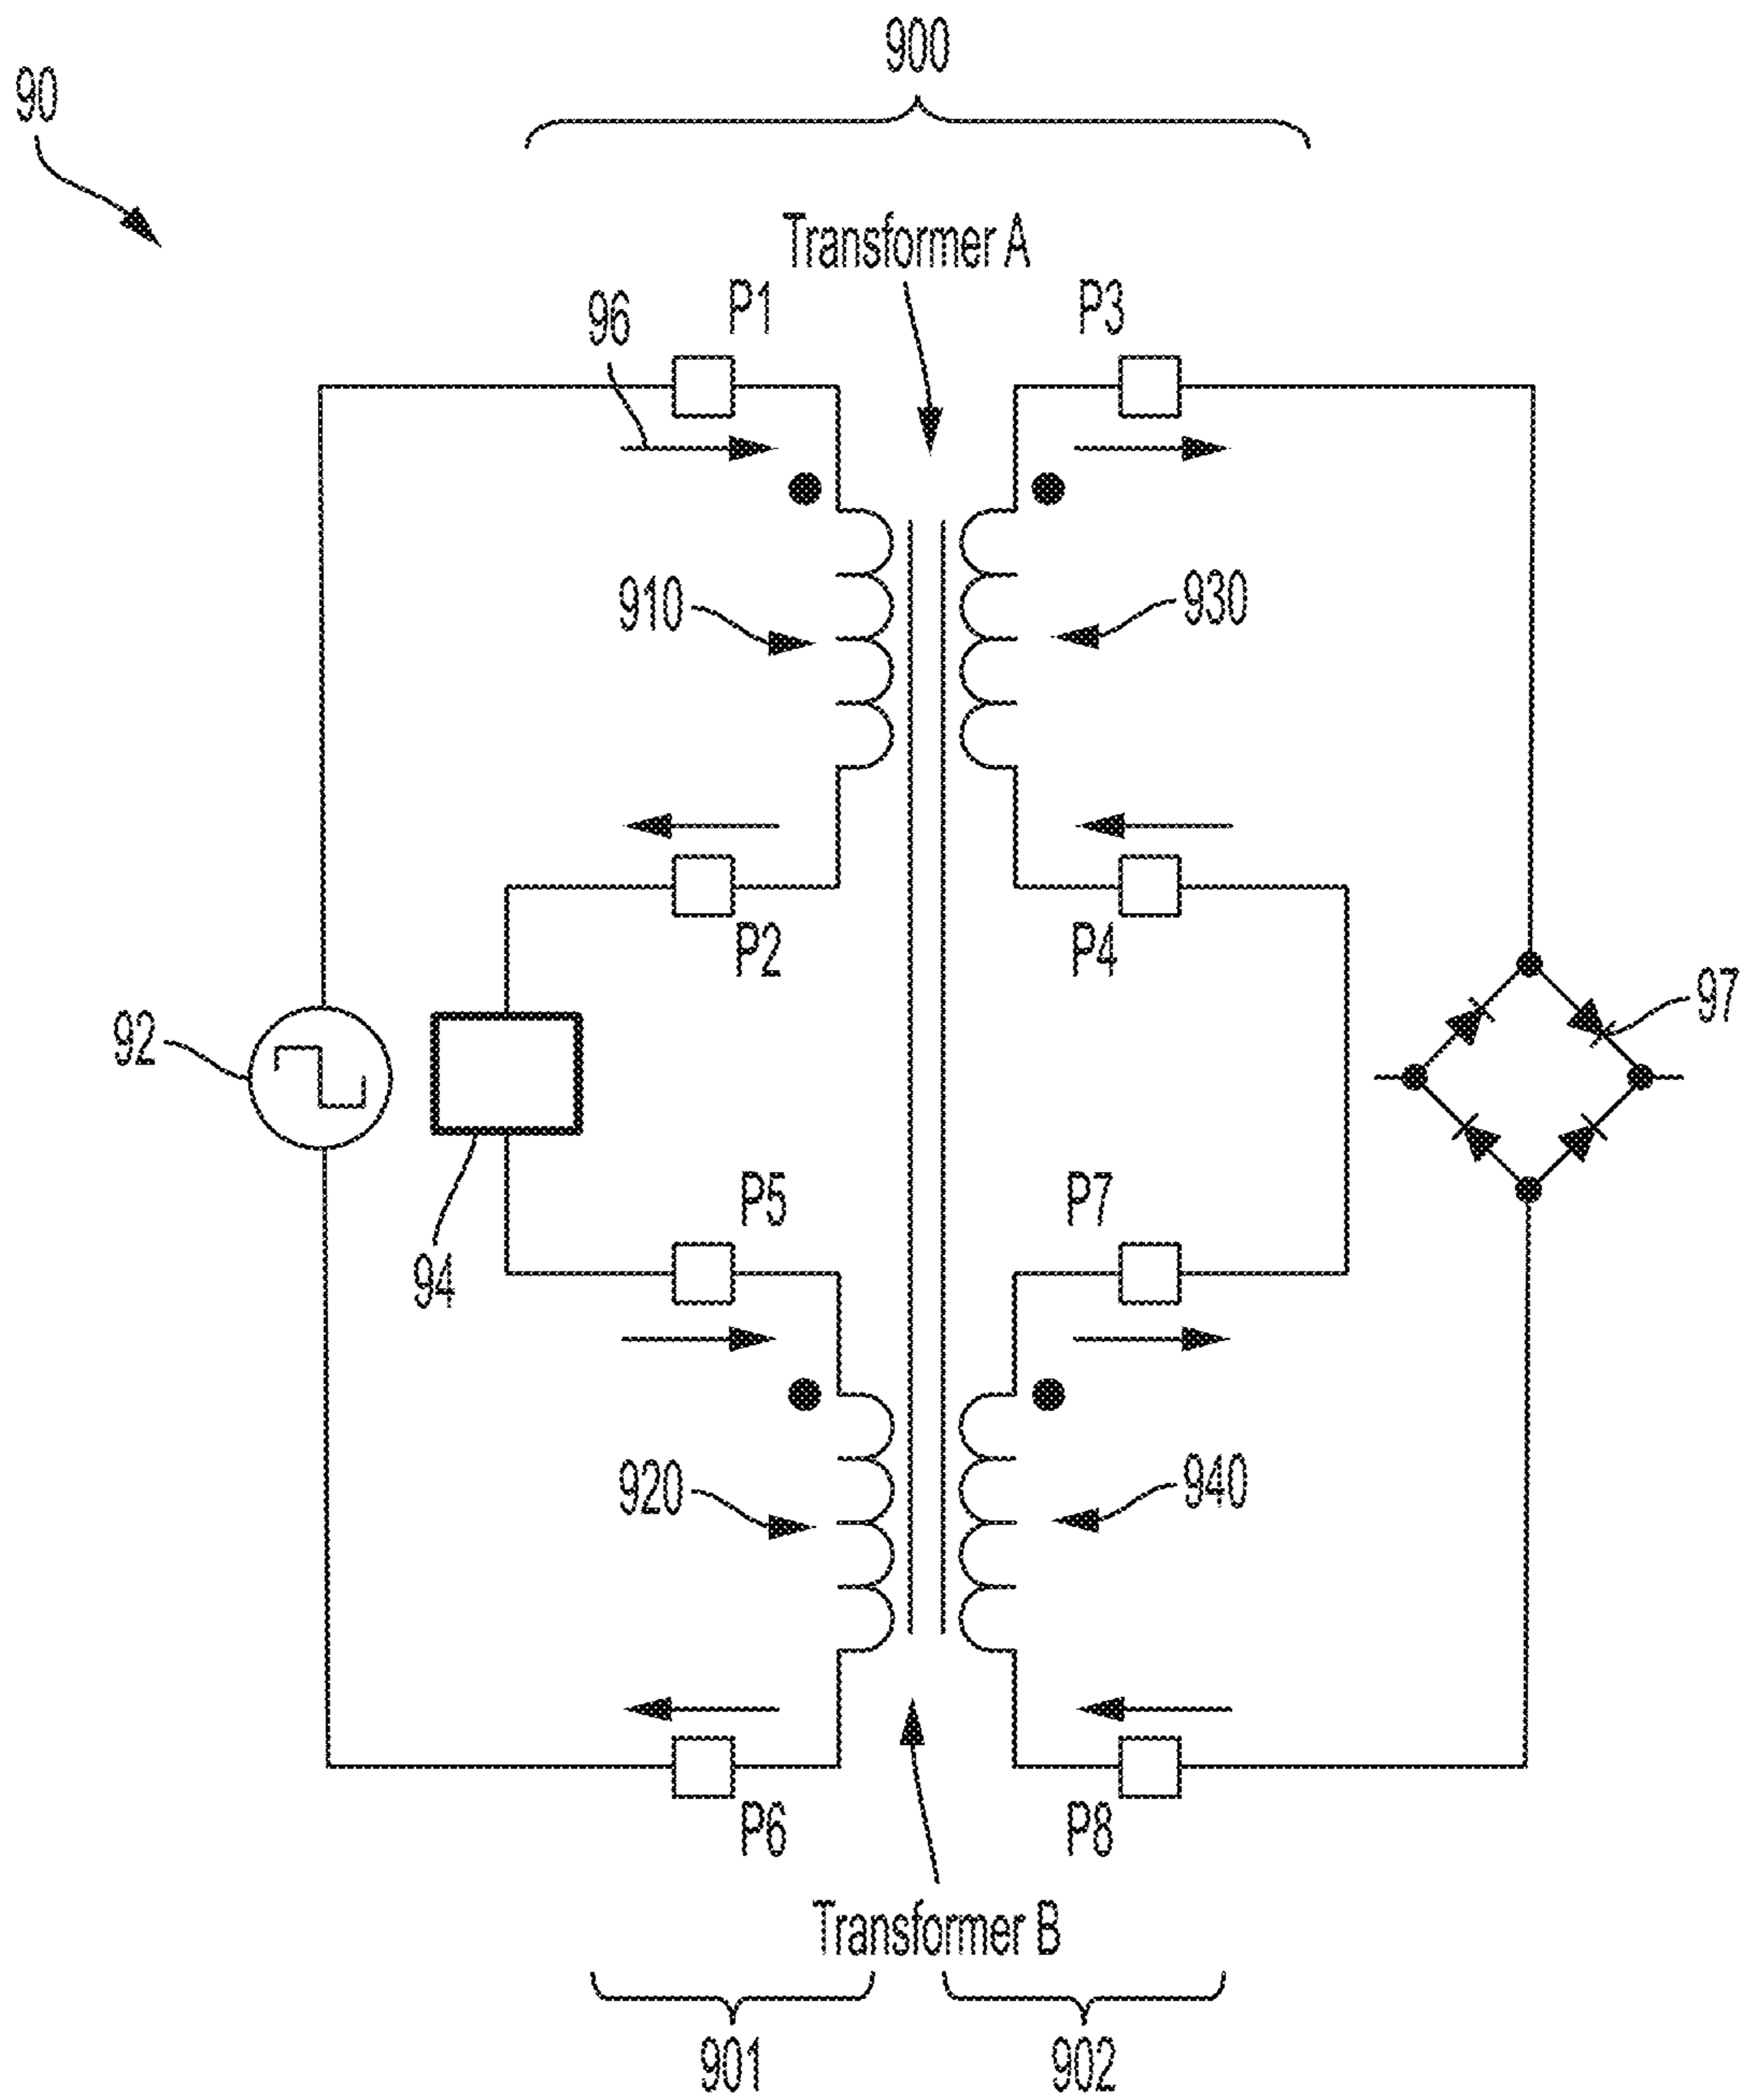 900
90
Transformer A
P1
P3
96
910
930
P2
P4
92
97
P5
P7
94
920
940
P6
P8
Transformer B
901
902